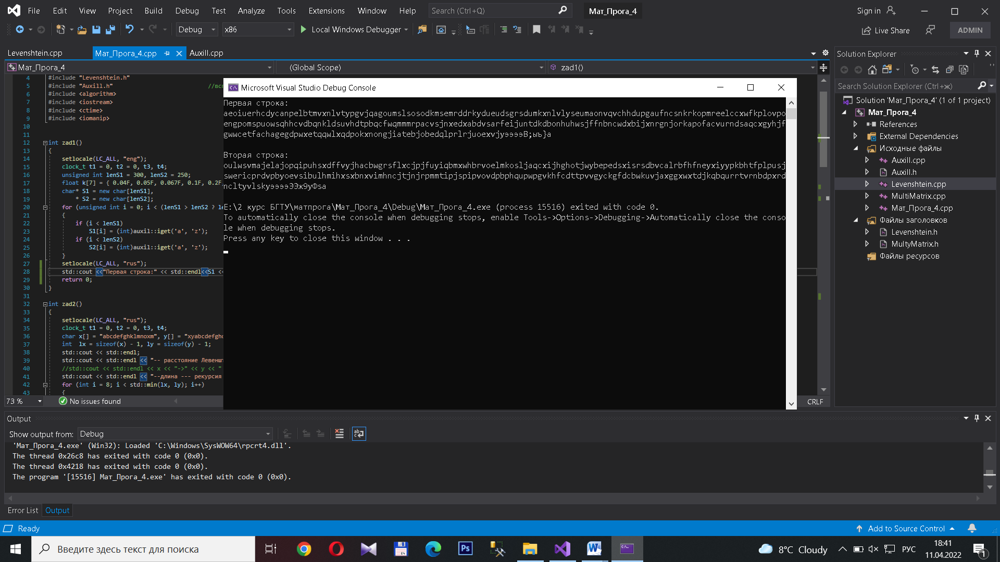 File Edit View Project Build Debug Test Analyze Tools Extensions Window Help Search (Ctrl+Q) Мат_Прога_4 Sign in
Debug x86 Local Windows Debugger Live Share ADMIN
Levenshtein.cpp Мат_Прога_4.cpp Auxill.cpp
Мат_Прога_4 (Global Scope) zad1()
4 #include "Levenshtein.h"
5 #include "Auxill.h" //всп
6 #include <algorithm>
7 #include <iostream>
8 #include <ctime>
9 #include <iomanip>
10
11
12 int zad1()
13 {
14 setlocale(LC_ALL, "eng");
15 clock_t t1 = 0, t2 = 0, t3, t4;
16 unsigned int lenS1 = 300, lenS2 = 250;
17 float k[7] = { 0.04F, 0.05F, 0.067F, 0.1F, 0.2F,
18 char* S1 = new char[lenS1],
19 * S2 = new char[lenS2];
20 for (unsigned int i = 0; i < (lenS1 > lenS2 ? le
21 {
22 if (i < lenS1)
23 S1[i] = (int)auxil::iget('a', 'z');
24 if (i < lenS2)
25 S2[i] = (int)auxil::iget('a', 'z');
26 }
27 setlocale(LC_ALL, "rus");
28 std::cout <<"Первая строка:" << std::endl<<S1 <<
29 return 0;
30 }
31
32 int zad2()
33 {
34 setlocale(LC_ALL, "rus");
35 clock_t t1 = 0, t2 = 0, t3, t4;
36 char x[] = "abcdefghklmnoxm", y[] = "xyabcdefgho
37 int lx = sizeof(x) - 1, ly = sizeof(y) - 1;
38 std::cout << std::endl;
39 std::cout << std::endl << "-- расстояние Левеншт
40 //std::cout << std::endl << x << "->" << y << "
41 std::cout << std::endl << "--длина --- рекурсия
42 for (int i = 8; i < std::min(lx, ly); i++)
43 {
73 % No issues found CRLF
Microsoft Visual Studio Debug Console
Первая строка:
aeoiuerhcdycanpelbtmvxnlvtypgvjqagoumslsosodkmsemrddrkydueudsgrsdumkxnlvlyseumaonvqvchhdupgaufncsnkrkopmreelccxwfkplovpo
engpomspuowsqhhcvdbqnkldsuvhdtpbqcfwqmmmrpacvsjnxedxabdvsarfeijuntdkdbonhuhwsjffnbncwdxbijxnrgnjorkapofacvurndsaqcxgyhjf
gwwcetfachagegdpwxetqqwlxqdpokxnongjiatebjobedqlprlrjuoexvjyээээВ;ыъ}а
Вторая строка:
oulwsvmajelajopqipuhsxdffvyjhacbwgrsflxcjpjfuyiqbmxwhbrvoelmkosljaqcxijhghotjwybepedsxisrsdbvcalrbfhfneyxiyypkbhtfplpusj
swericprdvpbyoevsibulhmihxsxbnxvimhncjtjnjrpmmtipjspipvovdpbphqupwpgvkhfcdttpvvgyckgfdcbwkuvjaxggxwxtdjkqbqurrtvrnbdpxrd
ncltyvlskyээээЭЭж9уФsа
E:\2 курс БГТУ\матпрога\Мат_Прога_4\Debug\Мат_Прога_4.exe (process 15516) exited with code 0.
To automatically close the console when debugging stops, enable Tools->Options->Debugging->Automatically close the conso
le when debugging stops.
Press any key to close this window . . .
Solution Explorer
Search Solution Explorer (Ctrl+ж)
Solution 'Мат_Прога_4' (1 of 1 project)
Мат_Прога_4
References
External Dependencies
Исходные файлы
Auxill.cpp
Auxill.h
Levenshtein.cpp
MultiMatrix.cpp
Мат_Прога_4.cpp
Файлы заголовков
Levenshtein.h
MultyMatrix.h
Файлы ресурсов
Output
Show output from: Debug
'Мат_Прога_4.exe' (Win32): Loaded 'C:\Windows\SysWOW64\rpcrt4.dll'.
The thread 0x26c8 has exited with code 0 (0x0).
The thread 0x4218 has exited with code 0 (0x0).
The program '[15516] Мат_Прога_4.exe' has exited with code 0 (0x0).
Error List Output
Ready Add to Source Control
Введите здесь текст для поиска 8°C Cloudy РУС 18:41
11.04.2022 1